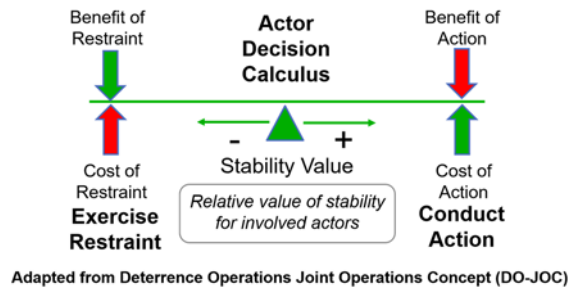 Benefit of
Restraint
Actor
Decision
Calculus
Benefit of
Action
-
+
Stability Value
Cost of
Restraint
Exercise
Restraint
Relative value of stability
for involved actors
Cost of
Action
Conduct
Action
Adapted from Deterrence Operations Joint Operations Concept (DO-JOC)